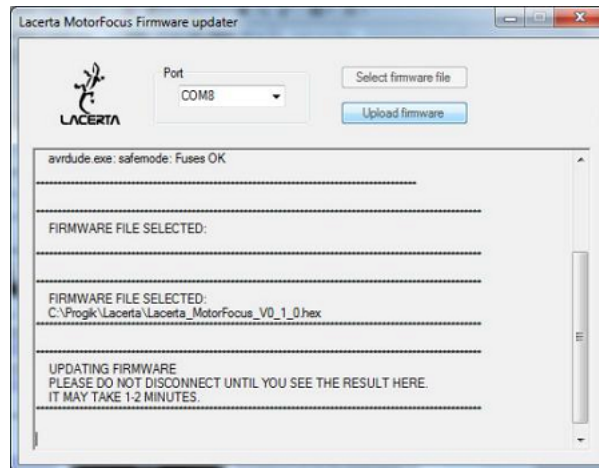 Lacerta MotorFocus Firmware updater
Port
COM8
Select firmware file
Upload firmware
LACERTA
avrdude.exe: safemode: Fuses OK
FIRMWARE FILE SELECTED:
FIRMWARE FILE SELECTED:
C:\Progik\Lacerta\Lacerta_MotorFocus_V0_1_0.hex
UPDATING FIRMWARE
PLEASE DO NOT DISCONNECT UNTIL YOU SEE THE RESULT HERE.
IT MAY TAKE 1-2 MINUTES.